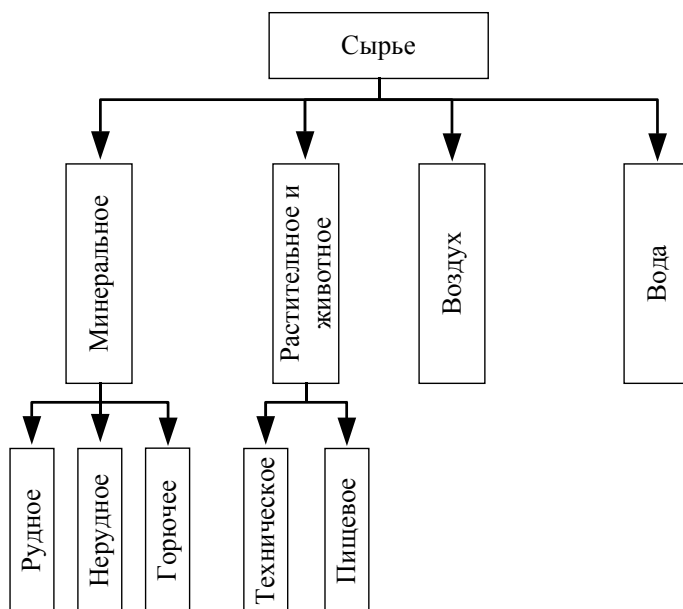 Сырье
Минеральное
Растительное и
животное
Воздух
Вода
Рудное
Нерудное
Горючее
Техническое
Пищевое